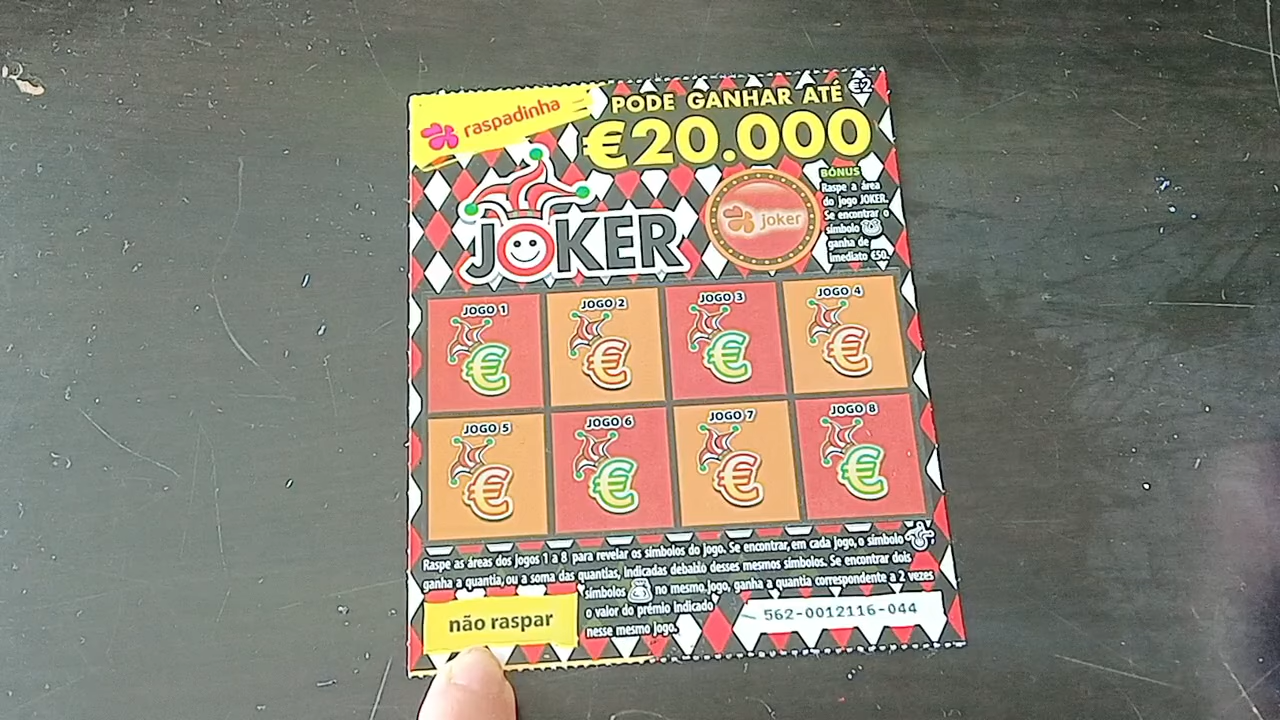 raspadinha
PODE GANHAR ATÉ
€2
€20.000
JOKER
joker
BÓNUS
Raspe a área
do jogo JOKER.
Se encontrar o
símbolo
ganha de
imediato €50.
JOGO 1
JOGO 2
JOGO 3
JOGO 4
€
€
€
€
JOGO 5
JOGO 6
JOGO 7
JOGO 8
€
€
€
€
Raspe as áreas dos jogos 1 a 8 para revelar os símbolos do jogo. Se encontrar, em cada jogo, o símbolo
ganha a quantia, ou a soma das quantias, indicadas debaixo desses mesmos símbolos. Se encontrar dois
símbolos no mesmo jogo, ganha a quantia correspondente a 2 vezes
o valor do prémio indicado
nesse mesmo jogo.
não raspar
562-0012116-044